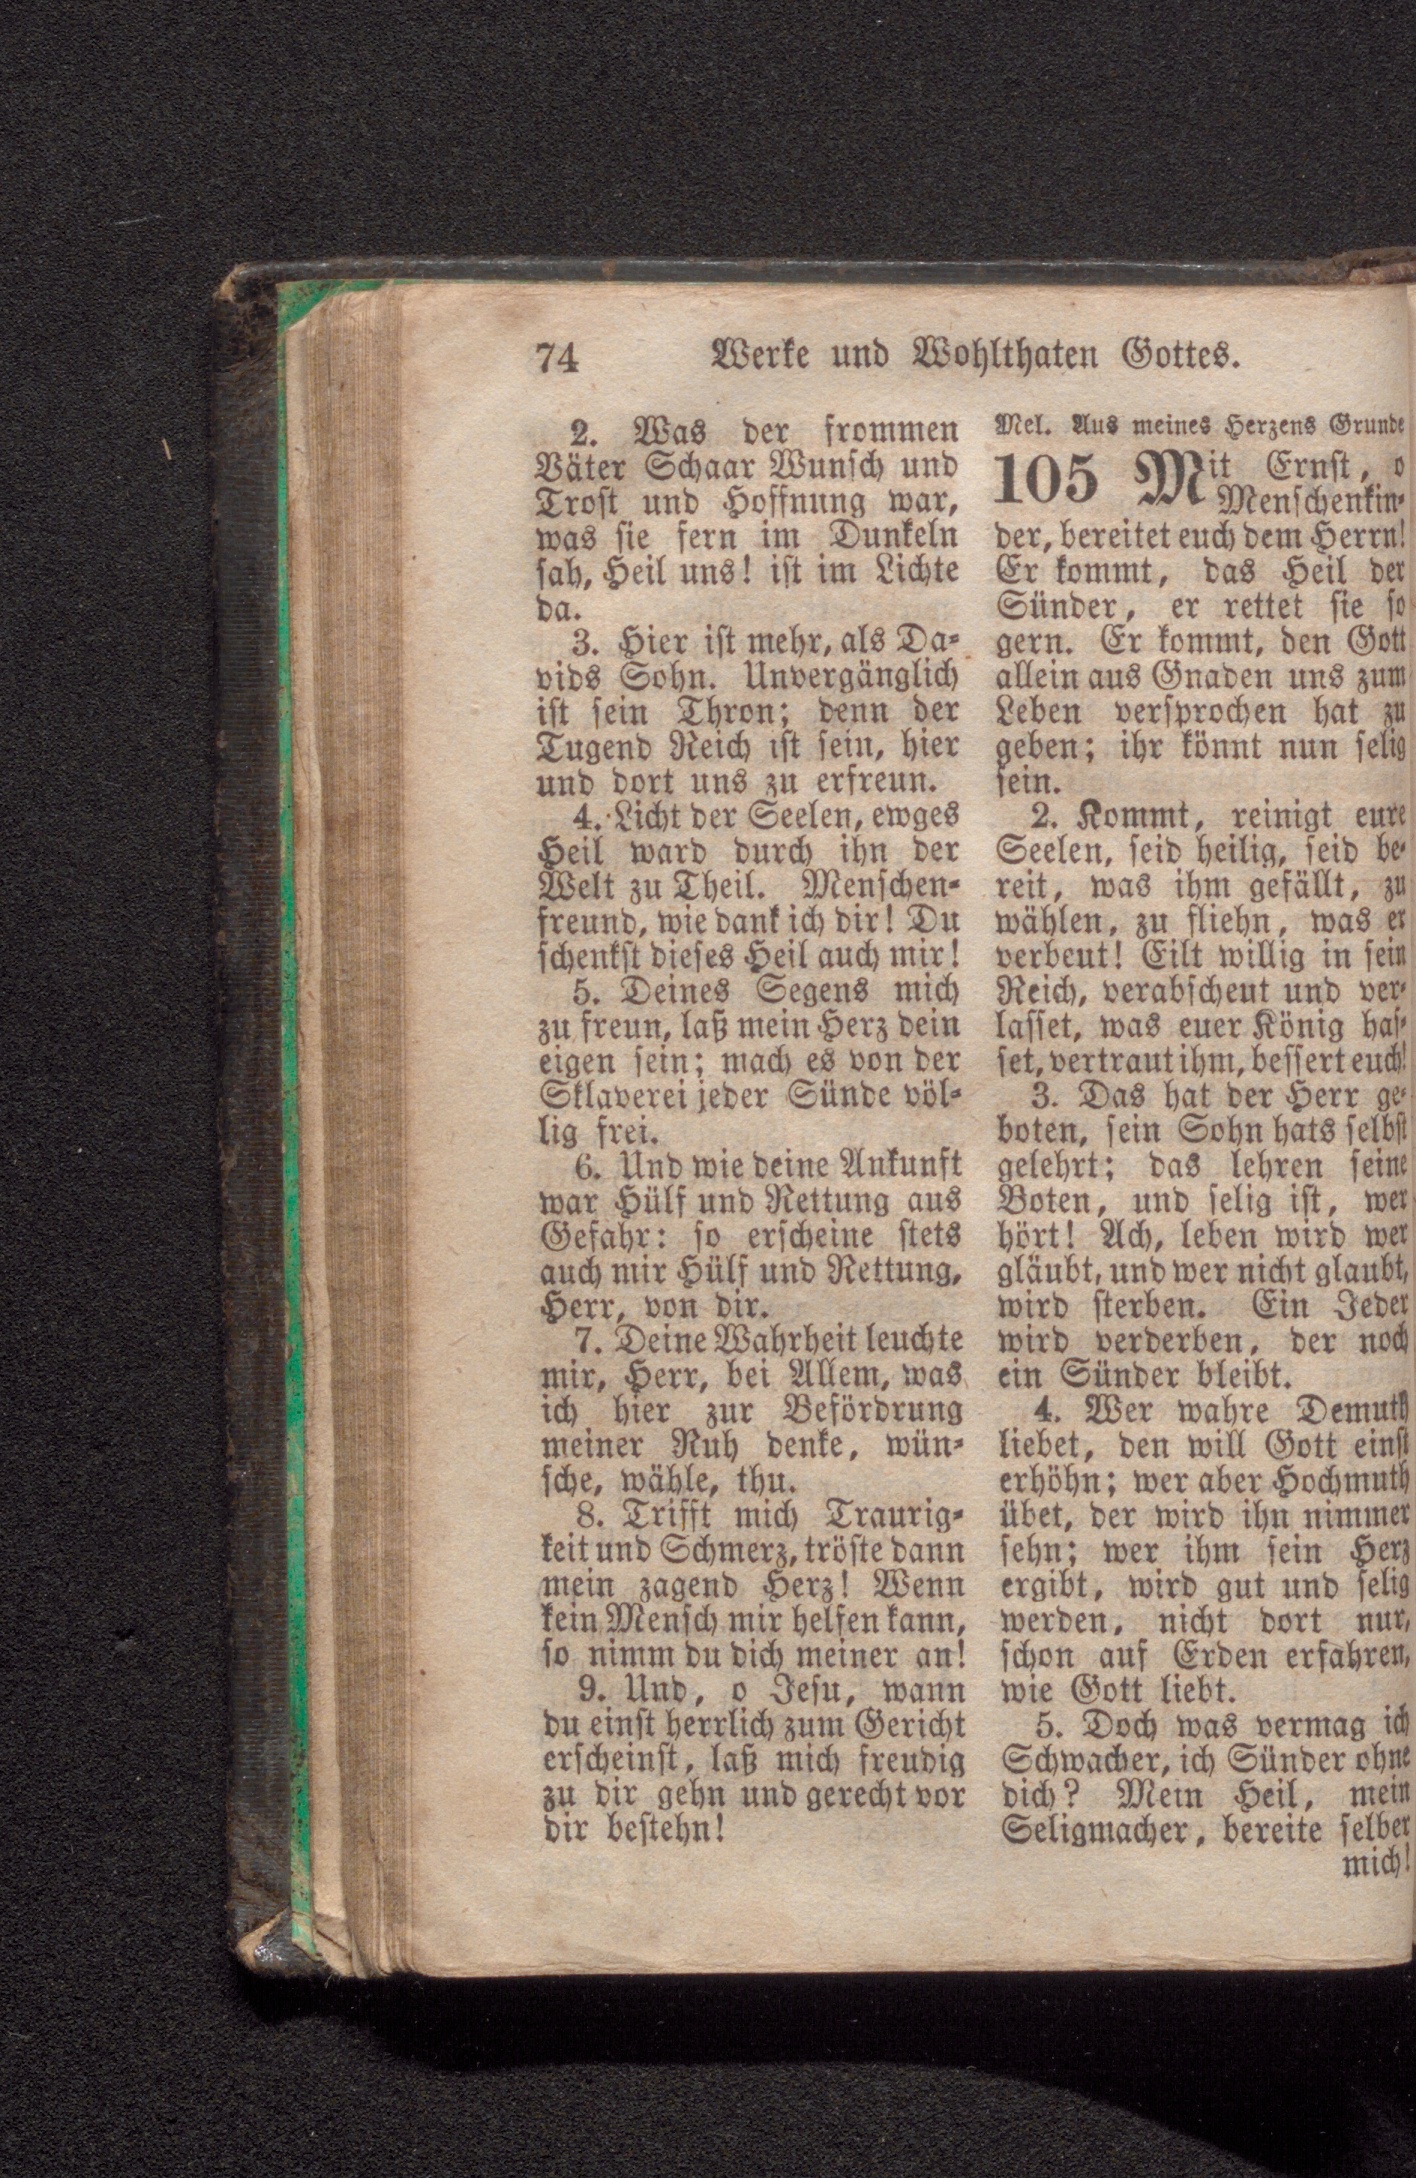 74 Werke und Wohlthaten Gottes.
2. Was der frommen
Väter Schaar Wunsch und
Trost und Hoffnung war,
was sie fern im Dunkeln
sah, Heil uns! ist im Lichte
da.
3. Hier ist mehr, als Da-
vids Sohn. Unvergänglich
ist sein Thron; denn der
Tugend Reich ist sein, hier
und dort uns zu erfreun.
4. Licht der Seelen, ewges
Heil ward durch ihn der
Welt zu Theil. Menschen-
freund, wie dank ich dir! Du
schenkst dieses Heil auch mir!
5. Deines Segens mich
zu freun, laß mein Herz dein
eigen sein; mach es von der
Sklaverei jeder Sünde völ-
lig frei.
6. Und wie deine Ankunft
war Hülf und Rettung aus
Gefahr: so erscheine stets
auch mir Hülf und Rettung,
Herr, von dir.
7. Deine Wahrheit leuchte
mir, Herr, bei Allem, was
ich hier zur Befördrung
meiner Ruh denke, wün-
sche, wähle, thu.
8. Trifft mich Traurig-
keit und Schmerz, tröste dann
mein zagend Herz! Wenn
kein Mensch mir helfen kann,
so nimm du dich meiner an!
9. Und, o Jesu, wann
du einst herrlich zum Gericht
erscheinst, laß mich freudig
zu dir gehn und gerecht vor
dir bestehn!
Mel. Aus meines Herzens Grunde
105 Mit Ernst, o
Menschenkin-
der, bereitet euch dem Herrn!
Er kommt, das Heil der
Sünder, er rettet sie so
gern. Er kommt, den Gott
allein aus Gnaden uns zum
Leben versprochen hat zu
geben; ihr könnt nun selig
sein.
2. Kommt, reinigt eure
Seelen, seid heilig, seid be-
reit, was ihm gefällt, zu
wählen, zu fliehn, was er
verbeut! Eilt willig in sein
Reich, verabscheut und ver-
lasset, was euer König has-
set, vertraut ihm, bessert euch!
3. Das hat der Herr ge-
boten, sein Sohn hats selbst
gelehrt; das lehren seine
Boten, und selig ist, wer
hört! Ach, leben wird wer
gläubt, und wer nicht glaubt,
wird sterben. Ein Jeder
wird verderben, der noch
ein Sünder bleibt.
4. Wer wahre Demuth
liebet, den will Gott einst
erhöhn; wer aber Hochmuth
übet, der wird ihn nimmer
sehn; wer ihm sein Herz
ergibt, wird gut und selig
werden, nicht dort nur,
schon auf Erden erfahren,
wie Gott liebt.
5. Doch was vermag ich
Schwacher, ich Sünder ohne
dich? Mein Heil, mein
Seligmacher, bereite selber
mich!